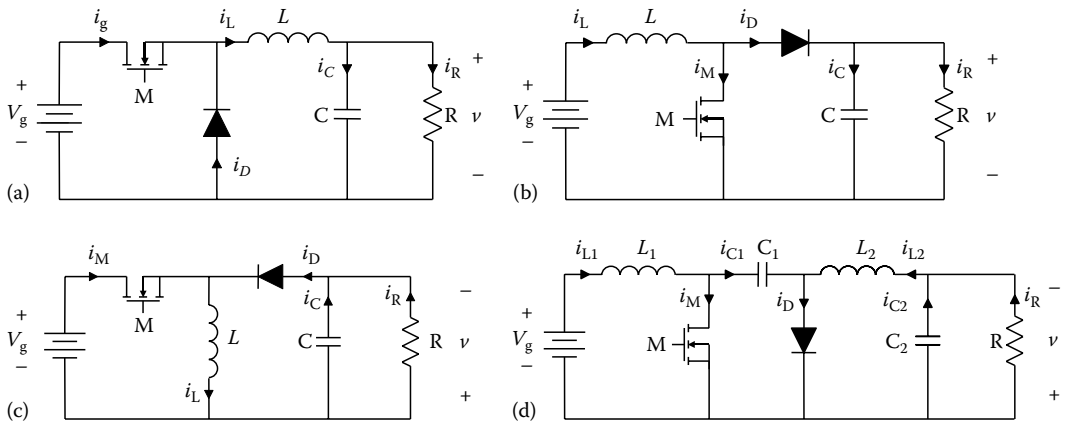 i_g i_L L
+ i_C i_R +
M
V_g C R v
− i_D −
(a)
i_L L i_D
+ i_M i_C i_R +
V_g M C R v
− −
(b)
i_M i_D
M i_C i_R −
+ L C R v
V_g
− i_L +
(c)
i_L1 L_1 i_C1 C_1 L_2 i_L2
+ i_M i_D i_C2 i_R −
V_g M C_2 R v
− +
(d)